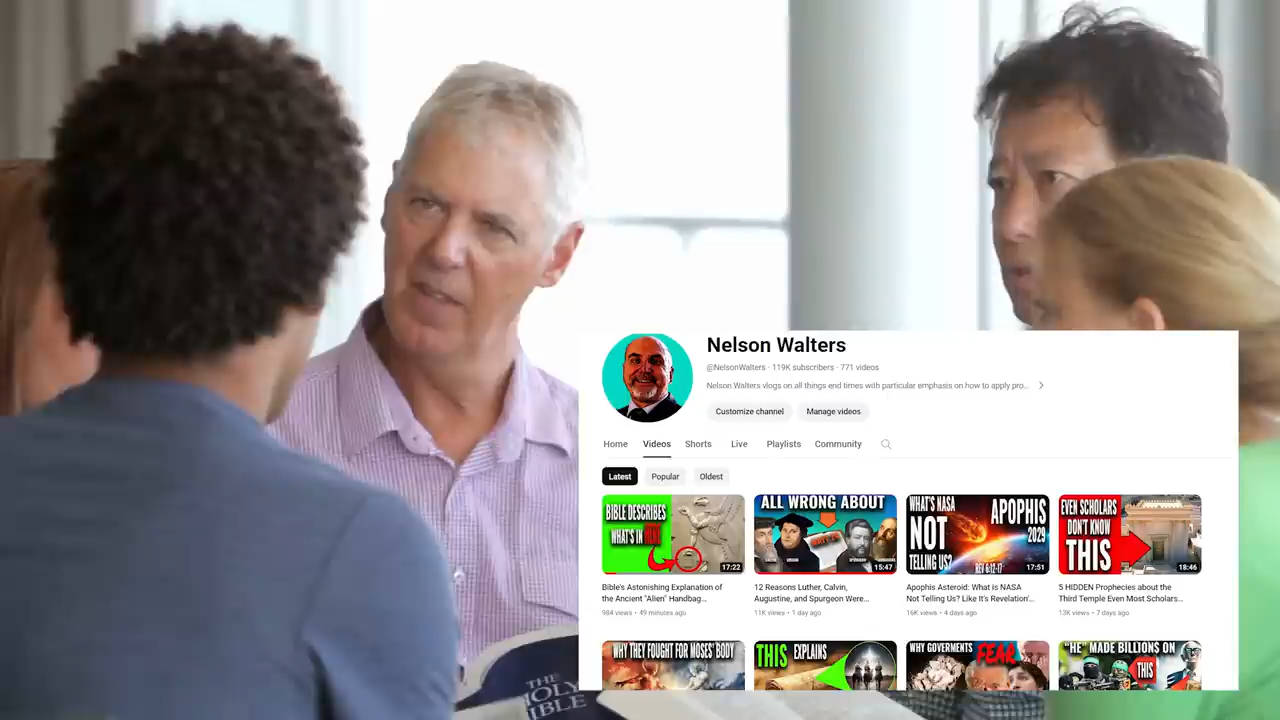 Nelson Walters
@NelsonWalters · 119K subscribers · 771 videos
Nelson Walters vlogs on all things end times with particular emphasis on how to apply pro...
Customize channel
Manage videos
Home
Videos
Shorts
Live
Playlists
Community
Latest
Popular
Oldest
BIBLE DESCRIBES
WHAT'S IN HERE
17:22
ALL WRONG ABOUT
15:47
WHAT'S NASA
NOT
TELLING US?
APOPHIS
2029
REV 6:12-17
17:51
EVEN SCHOLARS
DON'T KNOW
THIS
18:46
Bible's Astonishing Explanation of
the Ancient "Alien" Handbag...
984 views • 49 minutes ago
12 Reasons Luther, Calvin,
Augustine, and Spurgeon Were...
11K views • 1 day ago
Apophis Asteroid: What is NASA
Not Telling Us? Like It's Revelation'...
16K views • 4 days ago
5 HIDDEN Prophecies about the
Third Temple Even Most Scholars...
13K views • 7 days ago
WHY THEY FOUGHT FOR MOSES' BODY
THIS EXPLAINS
WHY GOVERMENTS
FEAR
"HE" MADE BILLIONS ON
THIS
THE
HOLY
BIBLE